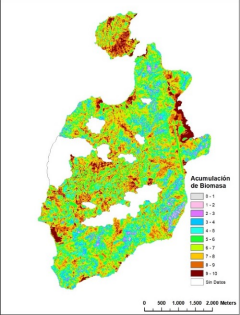 Acumulación
de Biomasa
0 - 1
1 - 2
2 - 3
3 - 4
4 - 5
5 - 6
6 - 7
7 - 8
8 - 9
9 - 10
Sin Datos
0 500 1.000 1.500 2.000 Meters